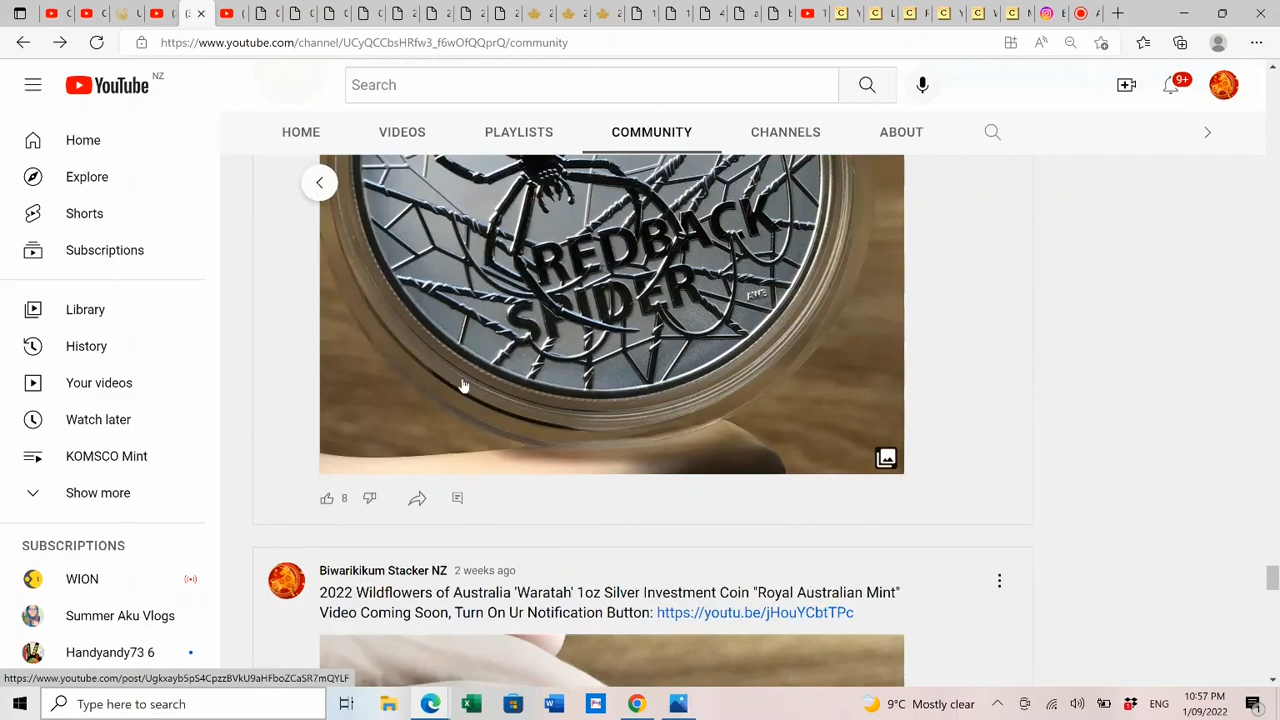 https://www.youtube.com/channel/UCyQCCbsHRfw3_f6wOfQQprQ/community
YouTube NZ
Search
9+
HOME VIDEOS PLAYLISTS COMMUNITY CHANNELS ABOUT
Home
Explore
Shorts
Subscriptions
Library
History
Your videos
Watch later
KOMSCO Mint
Show more
SUBSCRIPTIONS
WION
Summer Aku Vlogs
Handyandy73 6
REDBACK
SPIDER
AWB
8
Biwarikikum Stacker NZ 2 weeks ago
2022 Wildflowers of Australia 'Waratah' 1oz Silver Investment Coin "Royal Australian Mint"
Video Coming Soon, Turn On Ur Notification Button: https://youtu.be/jHouYCbtTPc
https://www.youtube.com/post/Ugkxayb5pS4CpzzBVkU9aHFboZCaSR7mQYLF
Type here to search
9°C Mostly clear
ENG
10:57 PM
1/09/2022